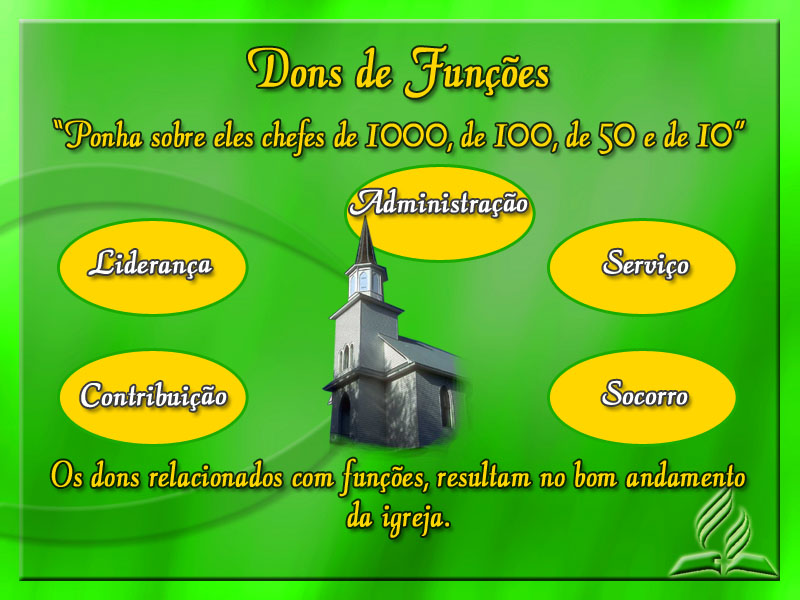 Dons de Funções
“Ponha sobre eles chefes de 1000, de 100, de 50 e de 10”
Administração
Liderança
Serviço
Contribuição
Socorro
Os dons relacionados com funções, resultam no bom andamento
da igreja.